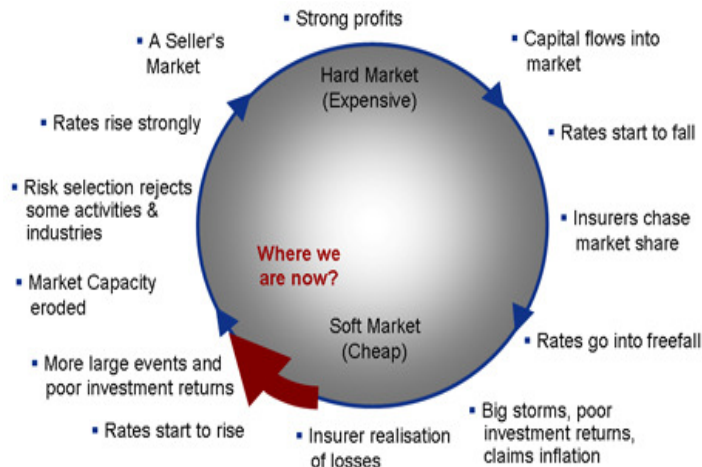 ▪ Strong profits
▪ A Seller's
Market
▪ Capital flows into
market
Hard Market
(Expensive)
▪ Rates rise strongly
▪ Rates start to fall
▪ Risk selection rejects
some activities &
industries
▪ Insurers chase
market share
Where we
are now?
▪ Market Capacity
eroded
Soft Market
(Cheap)
▪ Rates go into freefall
▪ More large events and
poor investment returns
▪ Rates start to rise
▪ Insurer realisation
of losses
▪ Big storms, poor
investment returns,
claims inflation